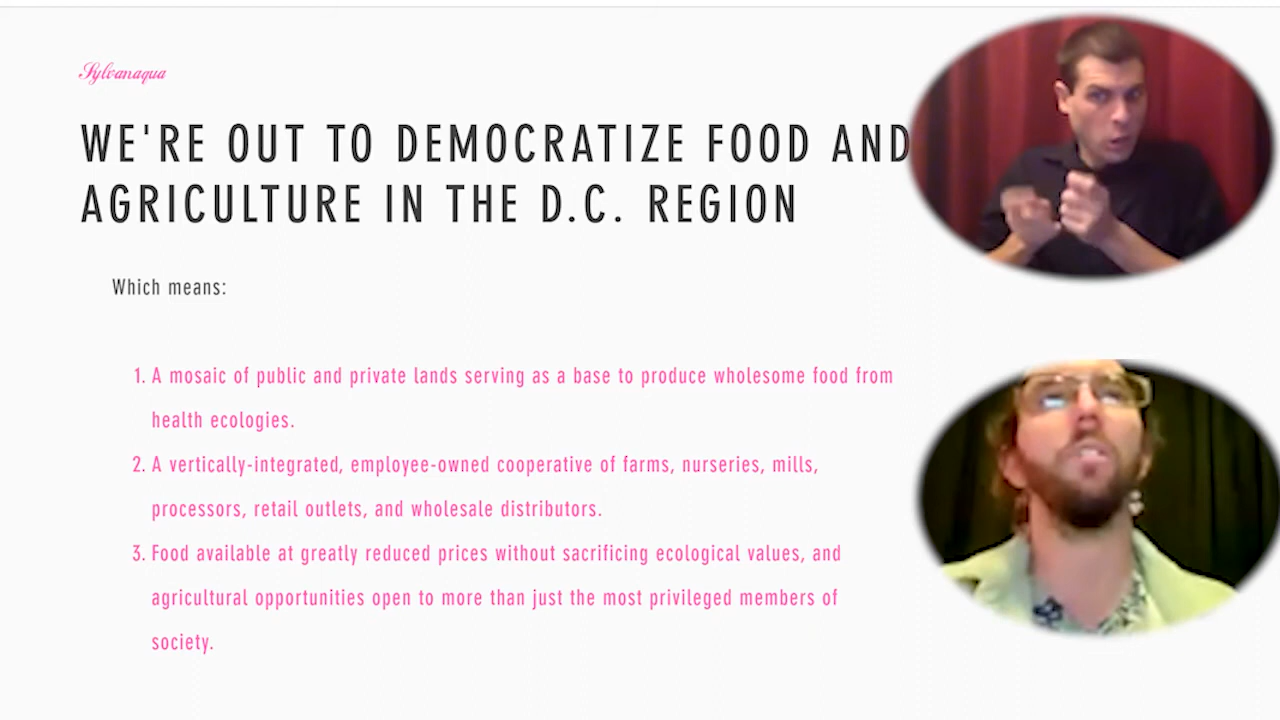 Sylvanaqua
WE'RE OUT TO DEMOCRATIZE FOOD AND
AGRICULTURE IN THE D.C. REGION
Which means:
1. A mosaic of public and private lands serving as a base to produce wholesome food from
health ecologies.
2. A vertically-integrated, employee-owned cooperative of farms, nurseries, mills,
processors, retail outlets, and wholesale distributors.
3. Food available at greatly reduced prices without sacrificing ecological values, and
agricultural opportunities open to more than just the most privileged members of
society.